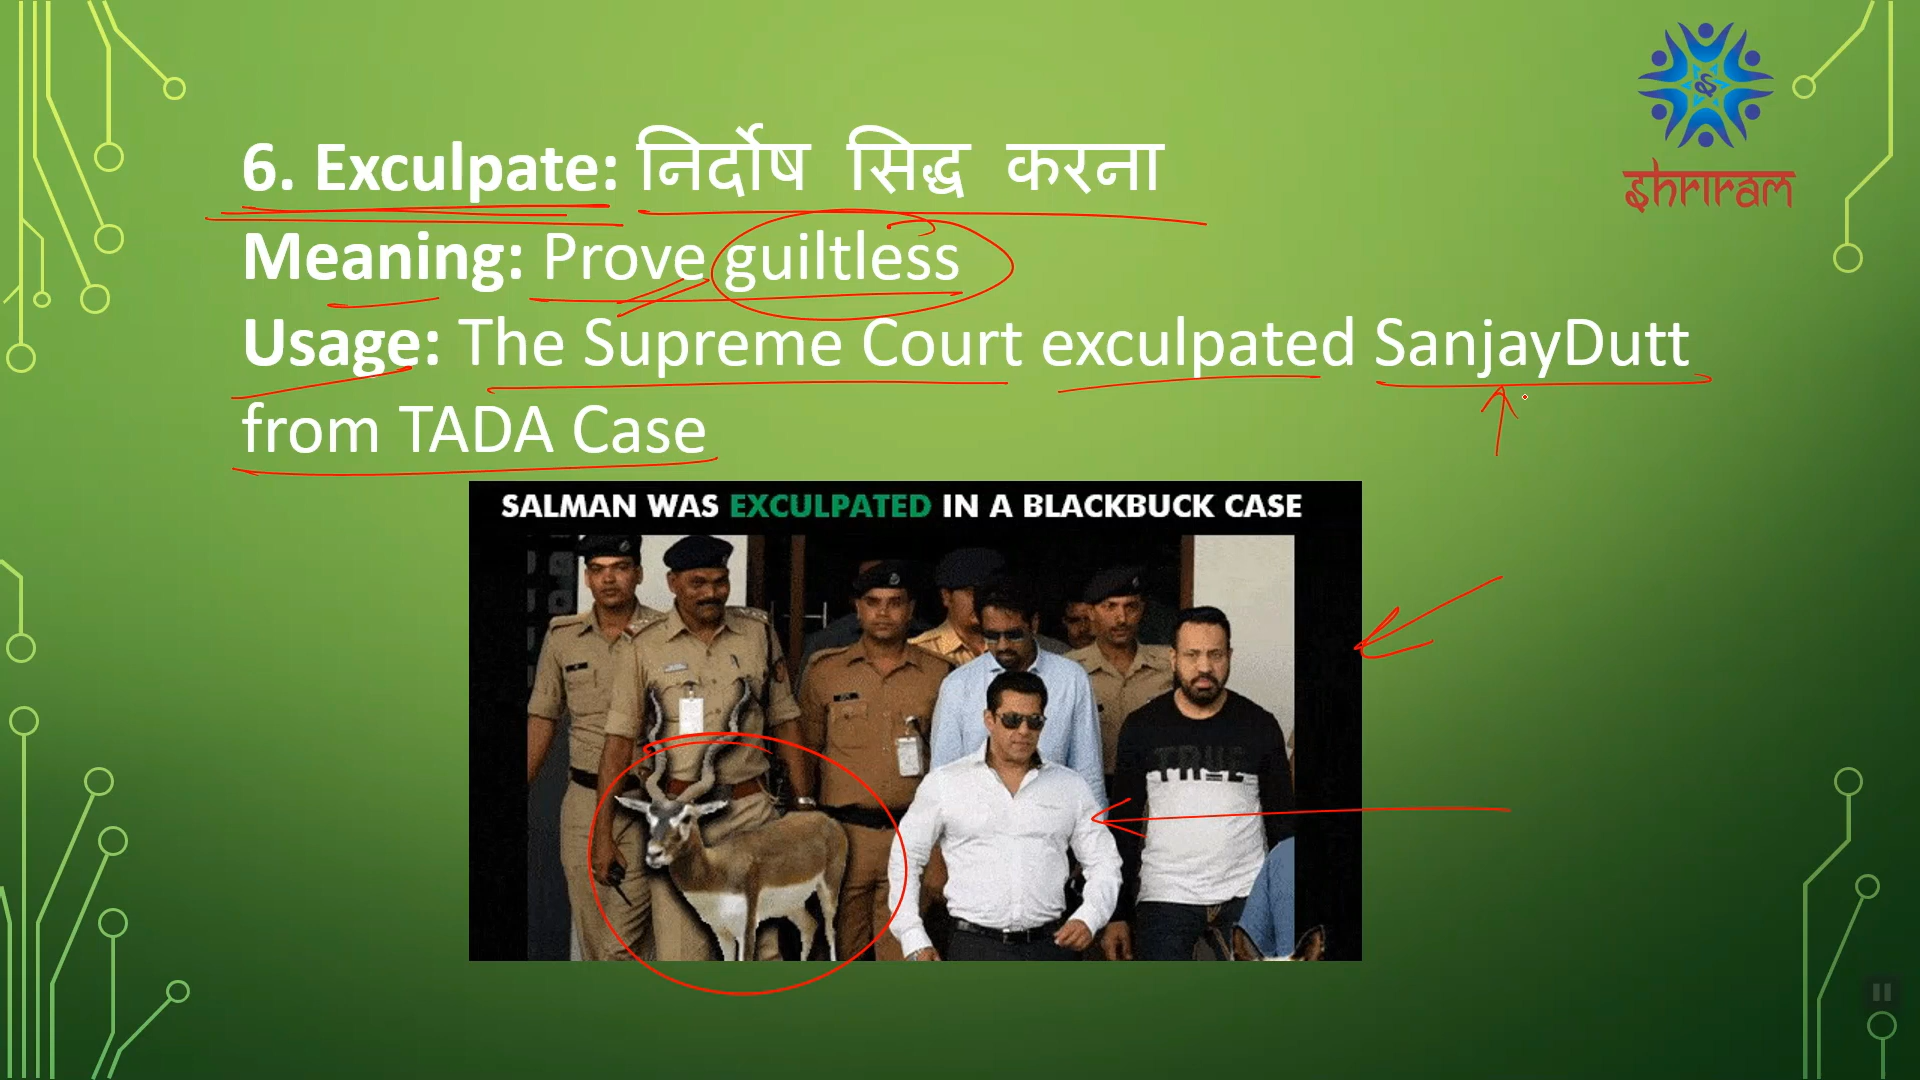 6. Exculpate: निर्दोष सिद्ध करना
Meaning: Prove guiltless
Usage: The Supreme Court exculpated SanjayDutt
from TADA Case
SALMAN WAS EXCULPATED IN A BLACKBUCK CASE
TRUE
S
shriram